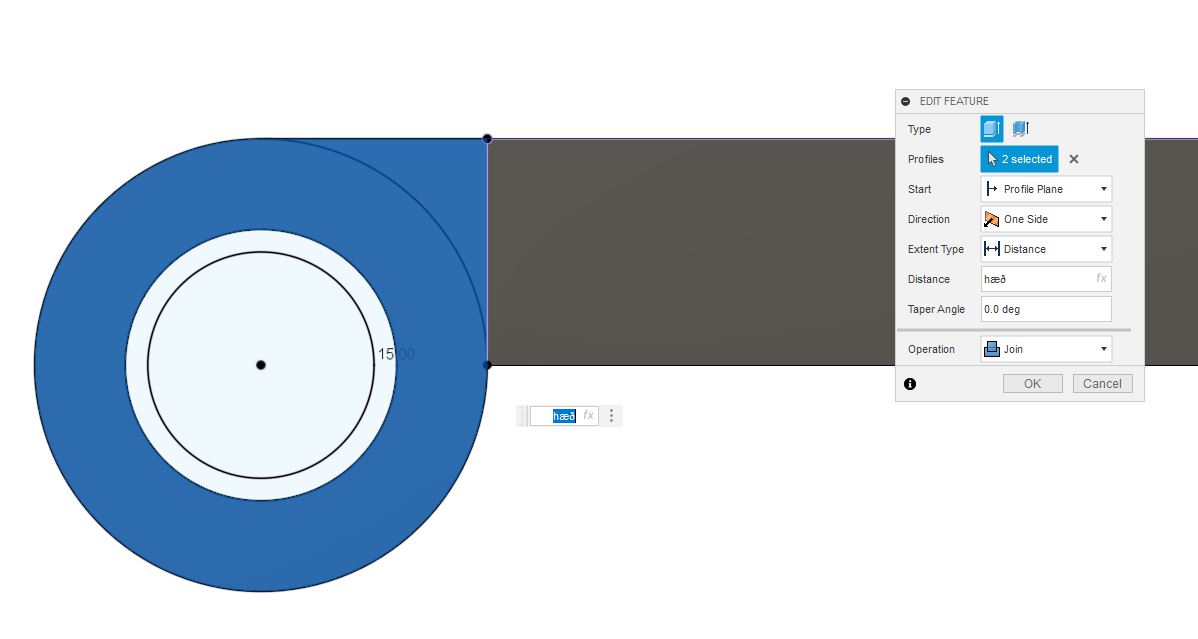 EDIT FEATURE
Type
Profiles 2 selected
Start Profile Plane
Direction One Side
Extent Type Distance
Distance hæð fx
Taper Angle 0.0 deg
Operation Join
OK Cancel
15.00
hæð fx